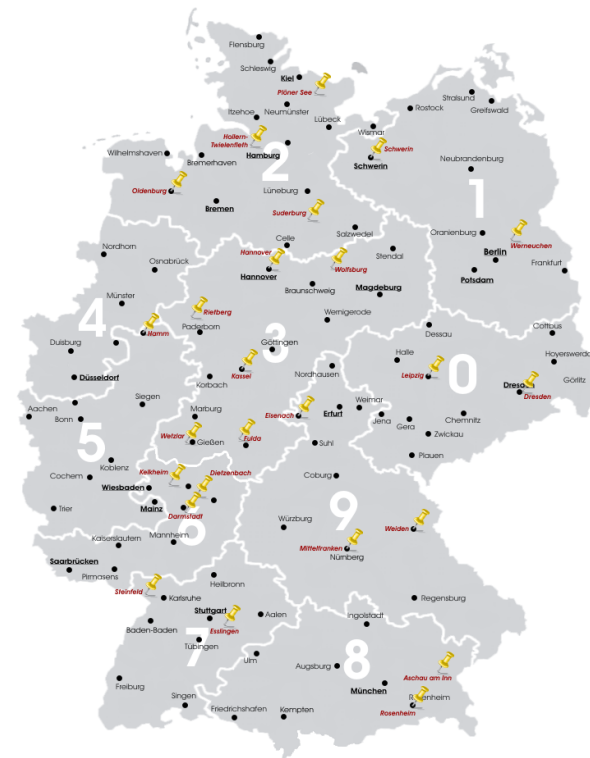 Flensburg
Schleswig
Kiel
Plöner See
Stralsund
Greifswald
Rostock
Itzehoe
Neumünster
Lübeck
Wismar
Hollern-
Twielenfleth
Hamburg
Schwerin
Schwerin
Wilhelmshaven
Bremerhaven
2
Neubrandenburg
1
Oldenburg
Lüneburg
Bremen
Suderburg
Salzwedel
Oranienburg
Werneuchen
Celle
Stendal
Berlin
Frankfurt
Potsdam
Nordhorn
Osnabrück
Hannover
Hannover
Wolfsburg
Braunschweig
Magdeburg
Münster
4
Rietberg
Wernigerode
Hamm
Paderborn
3
Göttingen
Dessau
Cottbus
Duisburg
Halle
Hoyerswerda
Düsseldorf
Kassel
Nordhausen
Leipzig
0
Görlitz
Korbach
Dresden
Dresden
Siegen
Aachen
Marburg
Eisenach
Erfurt
Weimar
Jena
Gera
Chemnitz
Bonn
5
Wetzlar
Gießen
Fulda
Suhl
Zwickau
Plauen
Koblenz
Kelkheim
Dietzenbach
Coburg
Cochem
Wiesbaden
Trier
Mainz
Darmstadt
6
9
Würzburg
Weiden
Kaiserslautern
Mannheim
Mittelfranken
Nürnberg
Saarbrücken
Pirmasens
Heilbronn
Steinfeld
Karlsruhe
Regensburg
Stuttgart
Aalen
Ingolstadt
Baden-Baden
Esslingen
Tübingen
7
Ulm
8
Augsburg
Aschau am Inn
Freiburg
München
Singen
Friedrichshafen
Kempten
Rosenheim
Rosenheim